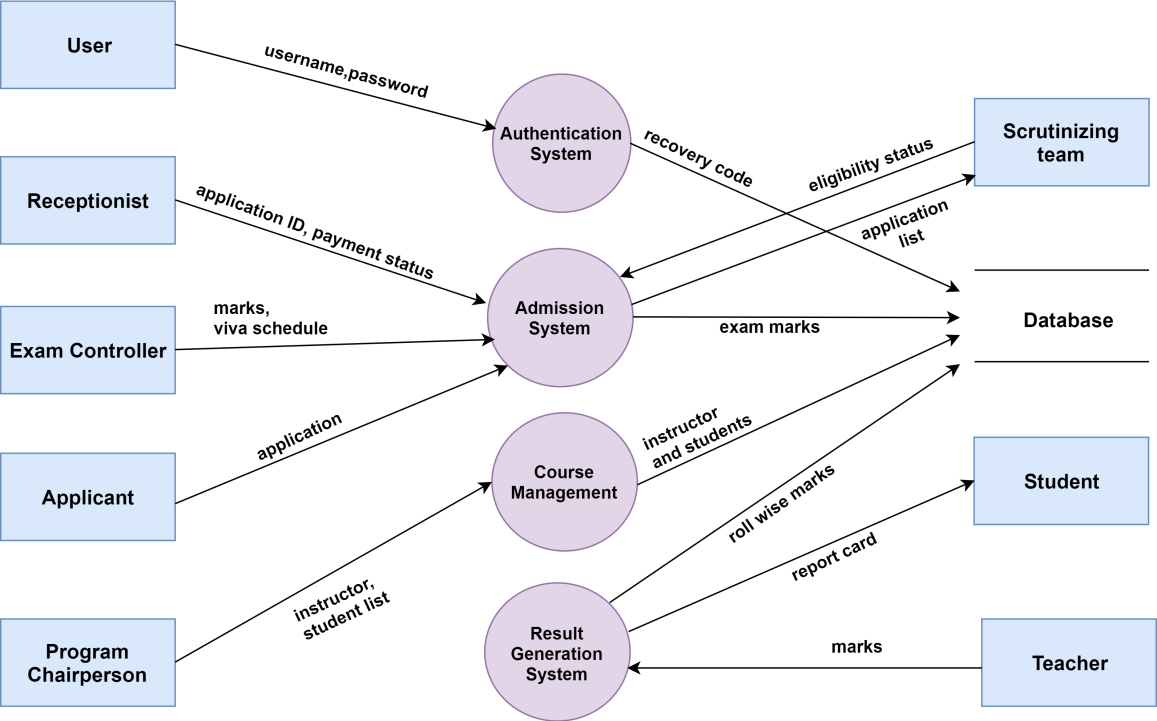 User
username,password
Authentication
System
recovery code
Scrutinizing
team
eligibility status
application
list
Receptionist
application ID, payment status
Admission
System
exam marks
Database
Exam Controller
marks,
viva schedule
Applicant
application
Course
Management
instructor
and students
Student
roll wise marks
report card
Program
Chairperson
instructor,
student list
Result
Generation
System
marks
Teacher